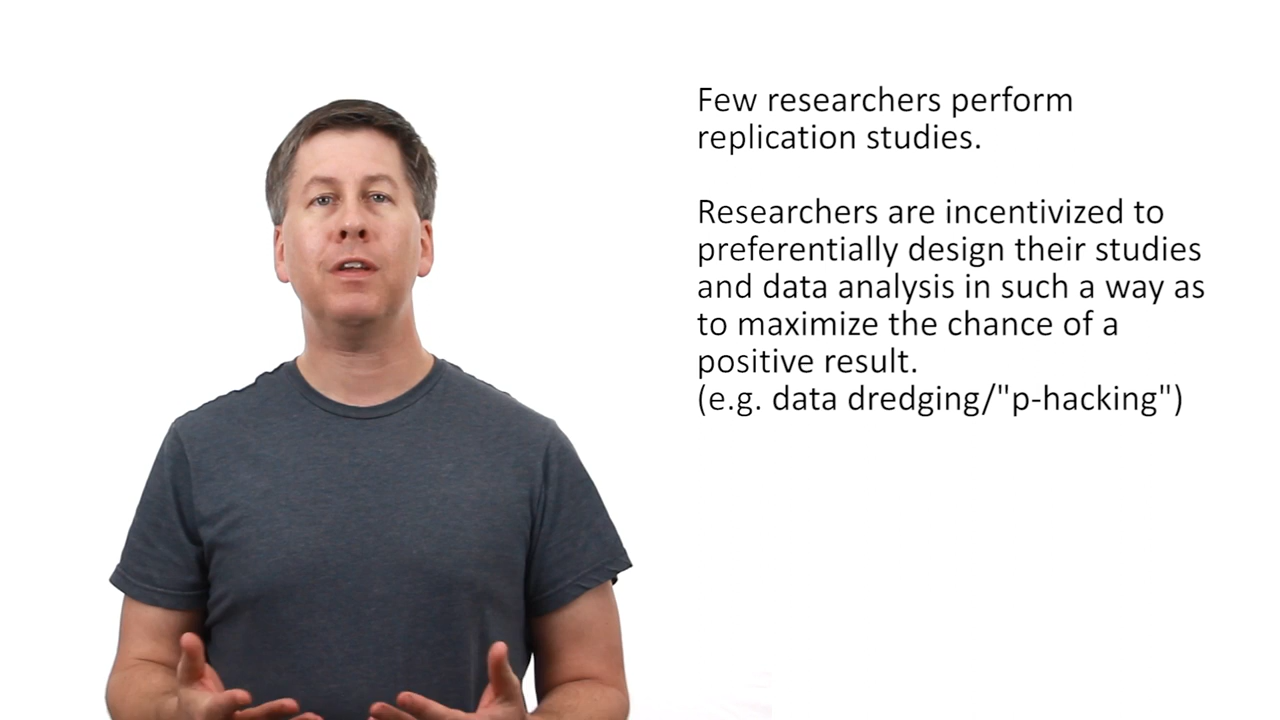 Few researchers perform
replication studies.
Researchers are incentivized to
preferentially design their studies
and data analysis in such a way as
to maximize the chance of a
positive result.
(e.g. data dredging/"p-hacking")